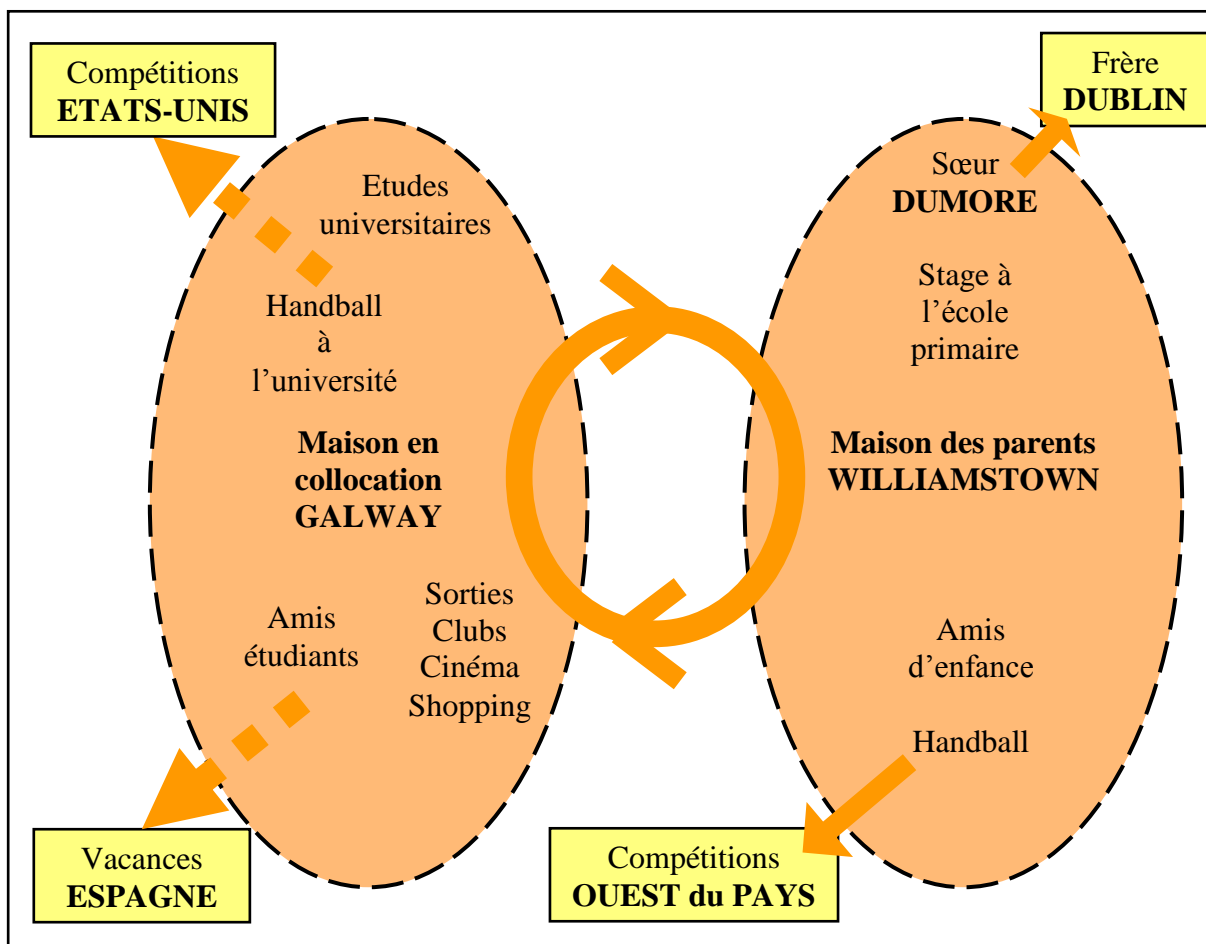 Compétitions
ETATS-UNIS
Frère
DUBLIN
Etudes
universitaires
Handball
à
l’université
Maison en
collocation
GALWAY
Amis
étudiants
Sorties
Clubs
Cinéma
Shopping
Vacances
ESPAGNE
Sœur
DUMORE
Stage à
l’école
primaire
Maison des parents
WILLIAMSTOWN
Amis
d’enfance
Handball
Compétitions
OUEST du PAYS